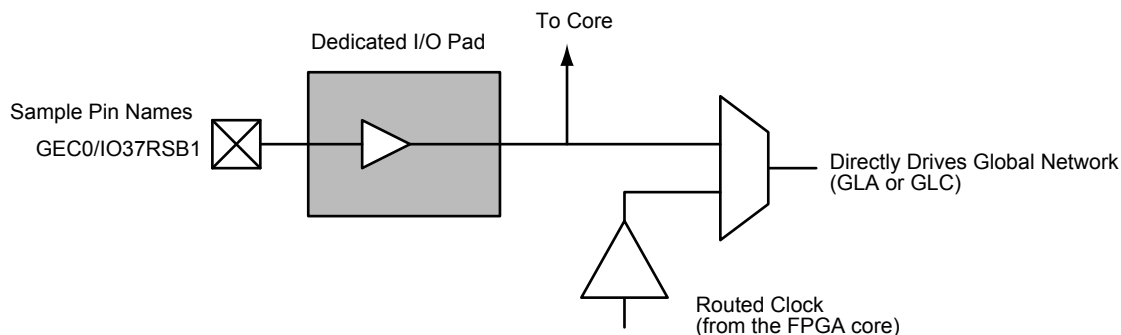 To Core
Dedicated I/O Pad
Sample Pin Names
GEC0/IO37RSB1
Directly Drives Global Network
(GLA or GLC)
Routed Clock
(from the FPGA core)